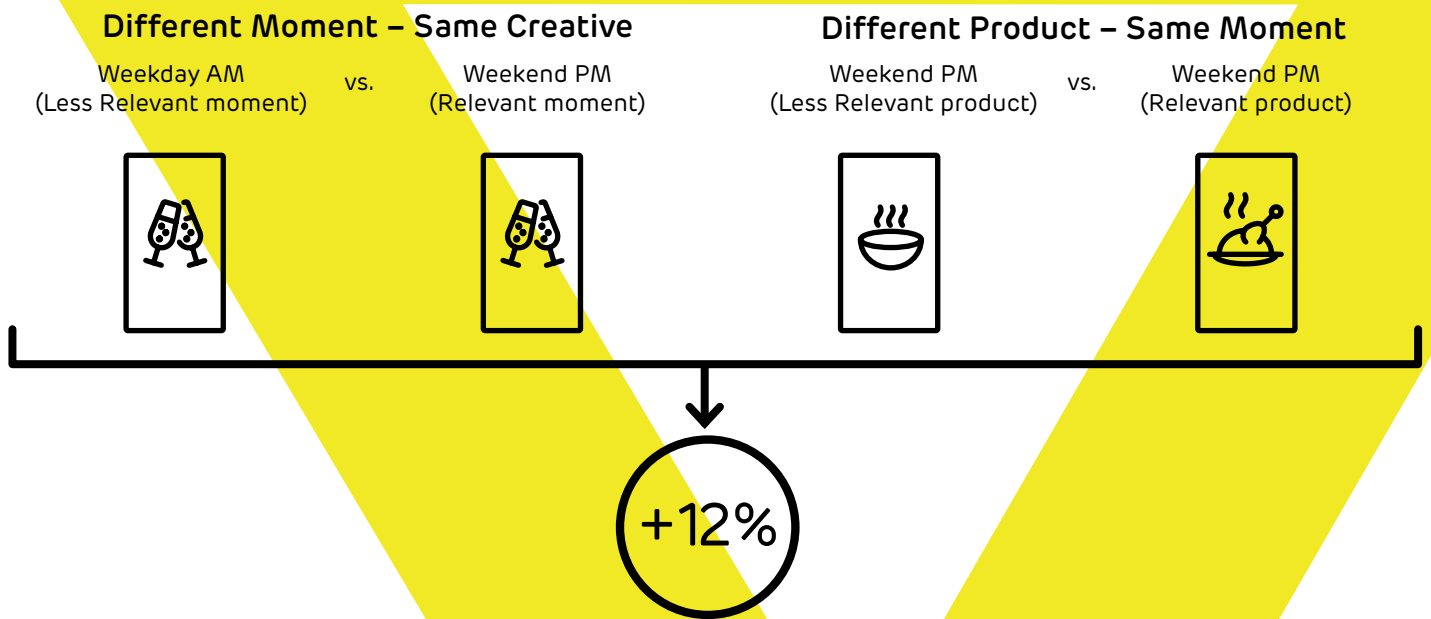 Different Moment – Same Creative
Weekday AM
(Less Relevant moment)
vs.
Weekend PM
(Relevant moment)
Different Product – Same Moment
Weekend PM
(Less Relevant product)
vs.
Weekend PM
(Relevant product)
+12%